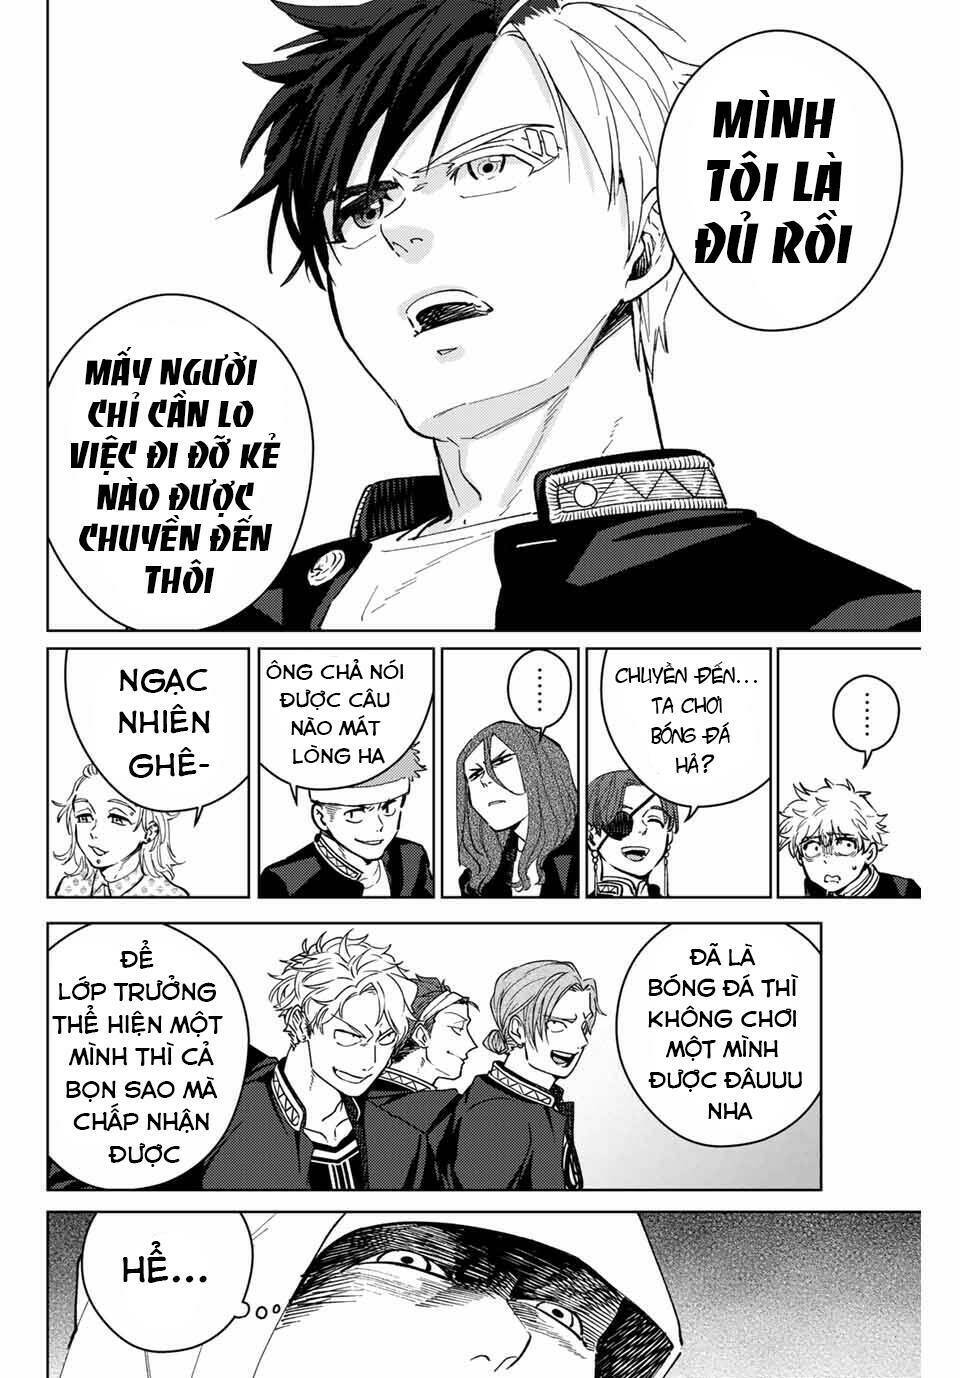 MÌNH
TÔI LÀ
ĐỦ RỒI
MẤY NGƯỜI
CHỈ CẦN LO
VIỆC ĐI ĐỠ KẺ
NÀO ĐƯỢC
CHUYỀN ĐẾN
THÔI
NGẠC
NHIÊN
GHÊ-
ÔNG CHẢ NÓI
ĐƯỢC CÂU
NÀO MÁT
LÒNG HA
......
CHUYỀN ĐẾN...
TA CHƠI
BÓNG ĐÁ
HẢ?
......
ĐỂ
LỚP TRƯỞNG
THỂ HIỆN MỘT
MÌNH THÌ CẢ
BỌN SAO MÀ
CHẤP NHẬN
ĐƯỢC
ĐÃ LÀ
BÓNG ĐÁ THÌ
KHÔNG CHƠI
MỘT MÌNH
ĐƯỢC ĐÂUUU
NHA
HỂ...